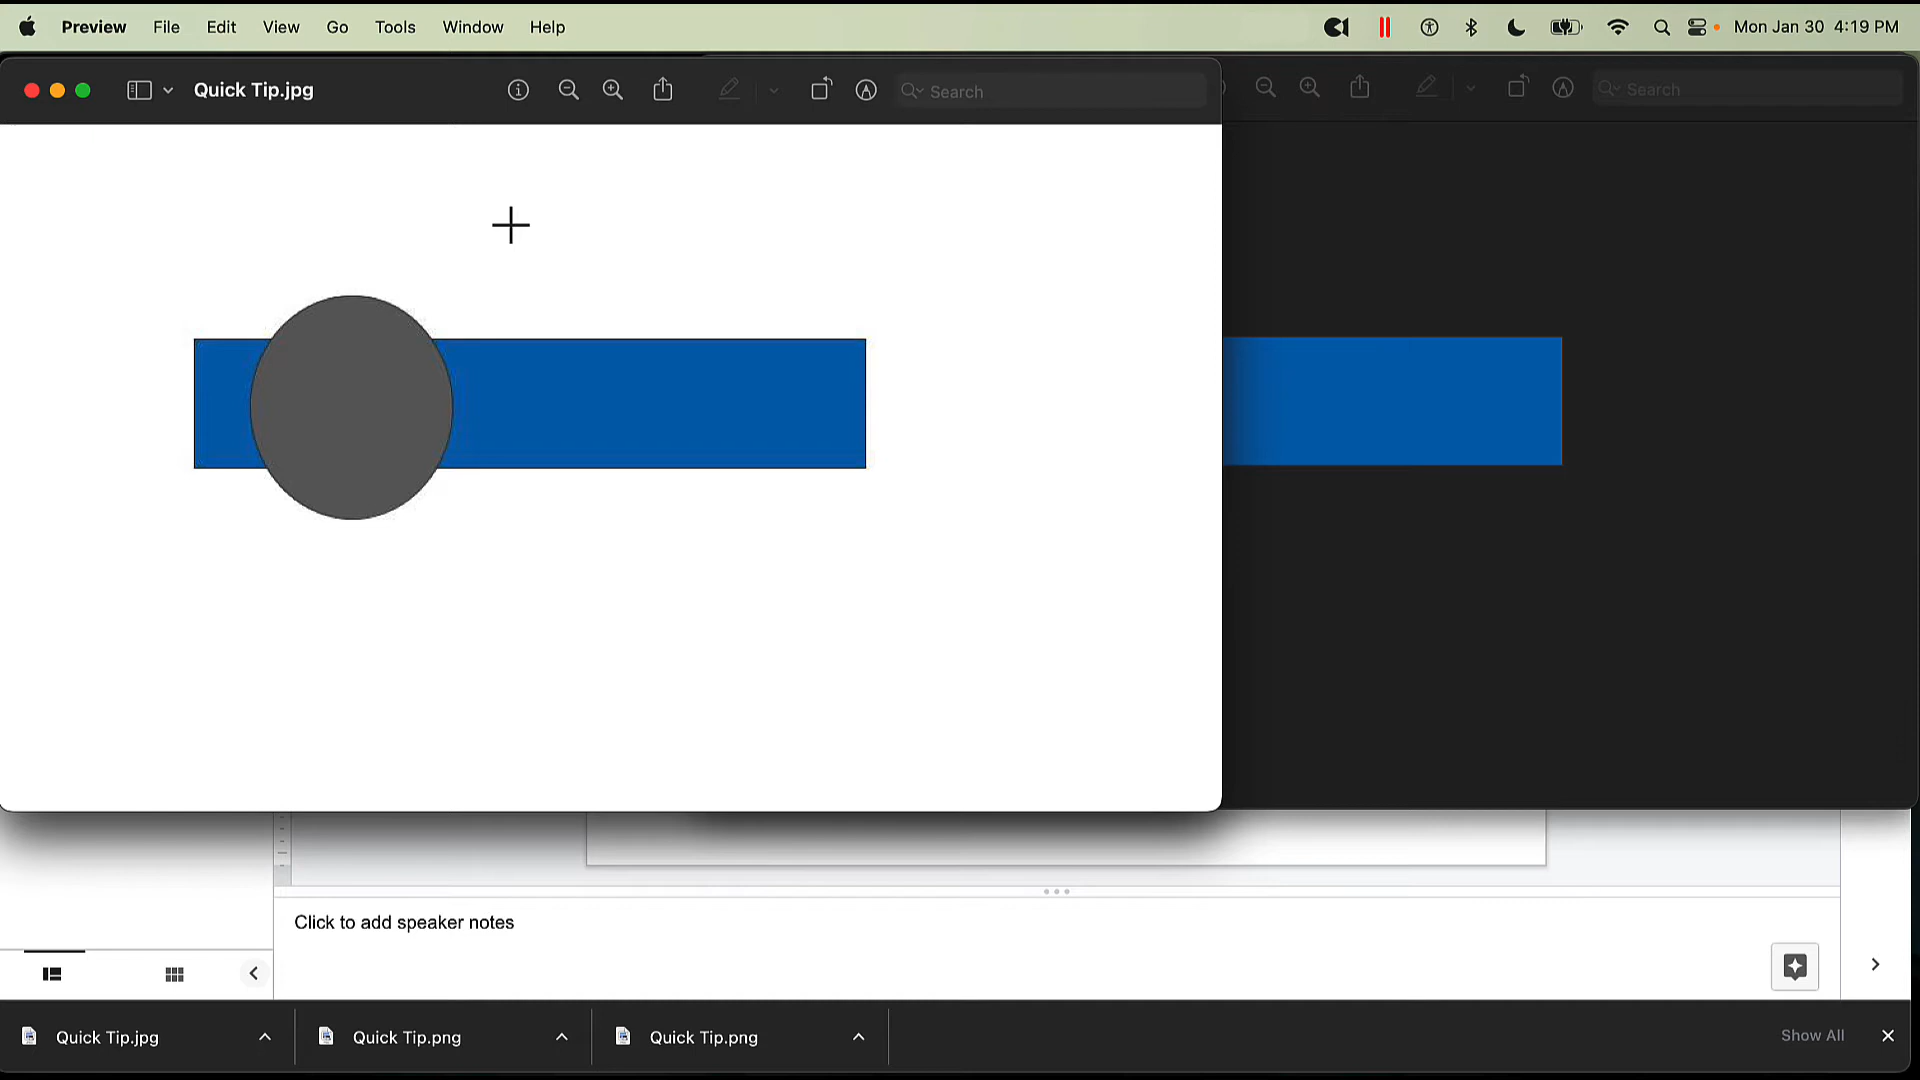 Preview File Edit View Go Tools Window Help Mon Jan 30 4:19 PM
Quick Tip.jpg Search Search
Click to add speaker notes
Quick Tip.jpg Quick Tip.png Quick Tip.png Show All